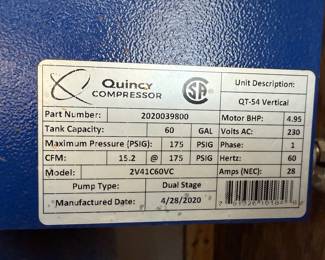 Quincy
COMPRESSOR
SA
Unit Description:
QT-54 Vertical
Part Number: 2020039800 Motor BHP: 4.95
Tank Capacity: 60 GAL Volts AC: 230
Maximum Pressure (PSIG) 175 PSIG Phase: 1
CFM: 15.2 @ 175 PSIG Hertz: 60
Model: 2V41C60VC Amps (NEC): 28
Pump Type: Dual Stage
Manufactured Date: 4/28/2020